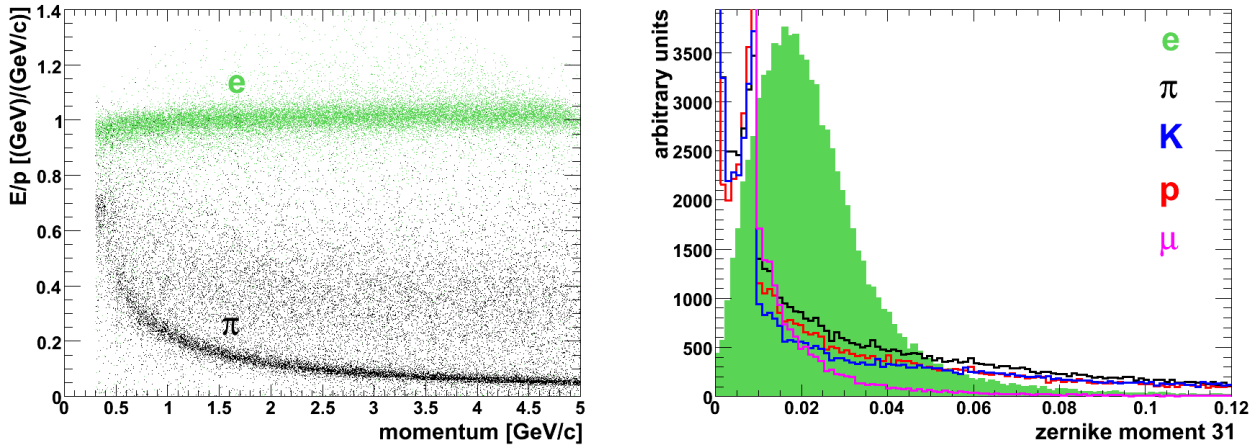 E/p [(GeV)/(GeV/c)]
1.4
1.2
1
0.8
0.6
0.4
0.2
0
e
π
0 0.5 1 1.5 2 2.5 3 3.5 4 4.5 5
momentum [GeV/c]
arbitrary units
3500
3000
2500
2000
1500
1000
500
0
e
π
K
p
μ
0 0.02 0.04 0.06 0.08 0.1 0.12
zernike moment 31